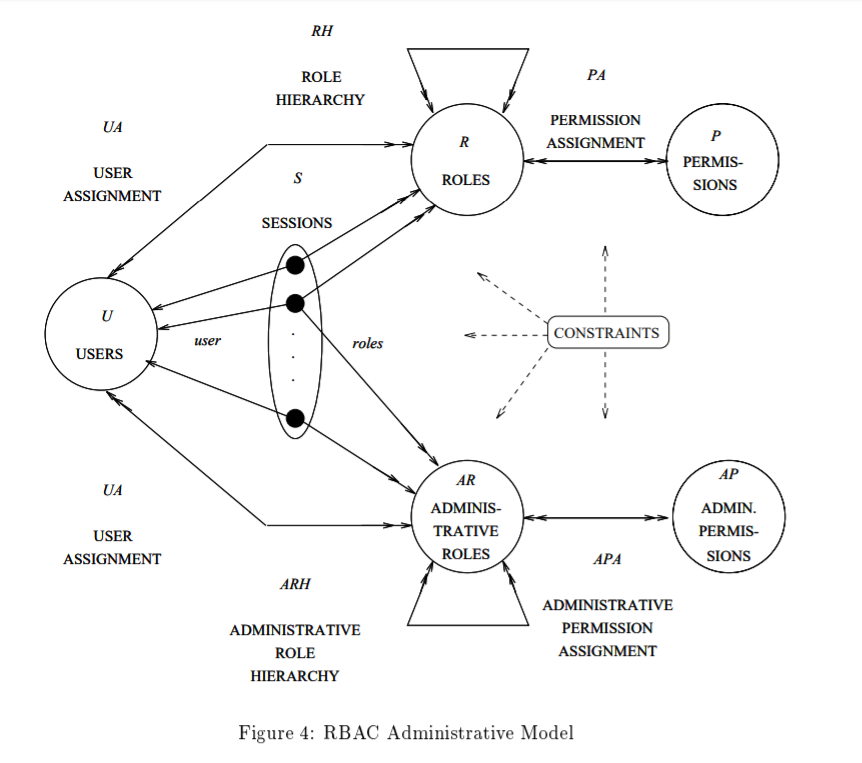 RH
ROLE
HIERARCHY
PA
PERMISSION
ASSIGNMENT
UA
USER
ASSIGNMENT
S
SESSIONS
R
ROLES
P
PERMIS-
SIONS
U
USERS
user
roles
CONSTRAINTS
UA
USER
ASSIGNMENT
AR
ADMINIS-
TRATIVE
ROLES
AP
ADMIN.
PERMIS-
SIONS
ARH
ADMINISTRATIVE
ROLE
HIERARCHY
APA
ADMINISTRATIVE
PERMISSION
ASSIGNMENT
Figure 4: RBAC Administrative Model